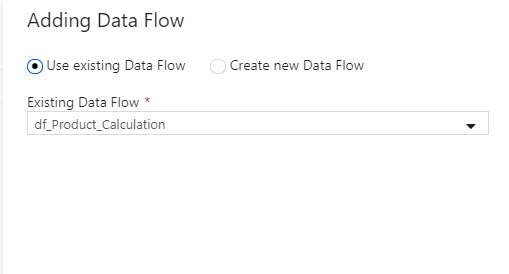 Adding Data Flow
Use existing Data Flow Create new Data Flow
Existing Data Flow *
df_Product_Calculation